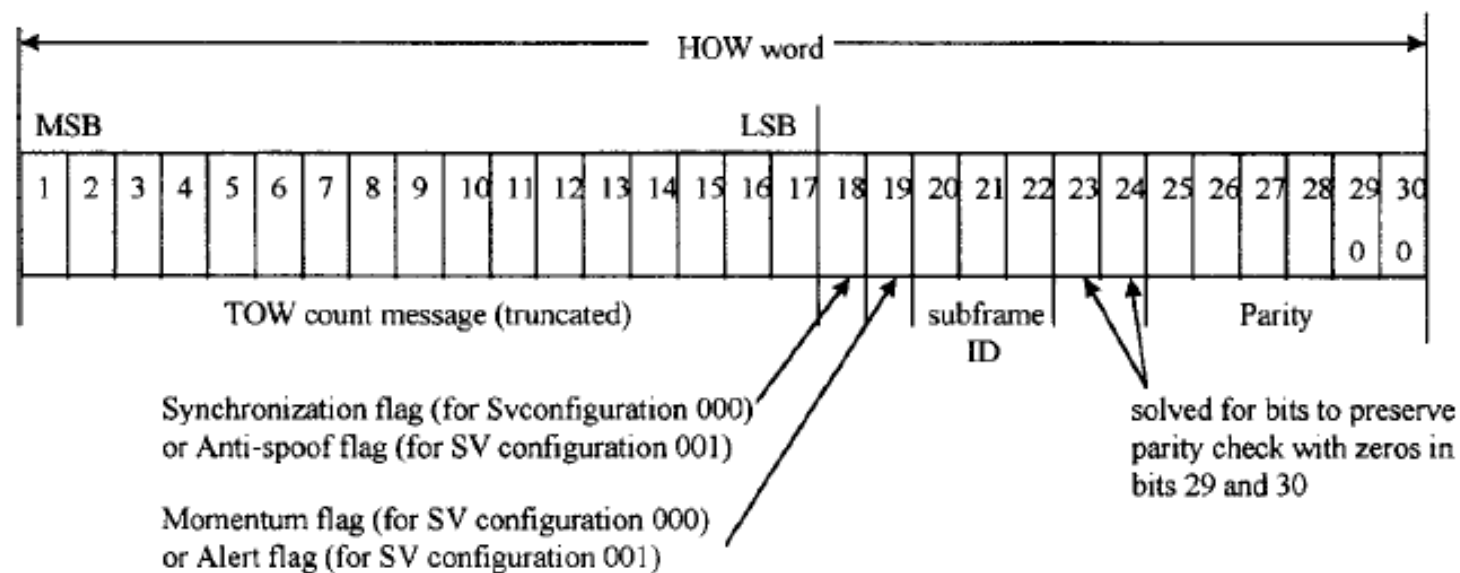 HOW word
MSB LSB
1 2 3 4 5 6 7 8 9 10 11 12 13 14 15 16 17 18 19 20 21 22 23 24 25 26 27 28 29 30
0 0
TOW count message (truncated) subframe Parity
ID
Synchronization flag (for Svconfiguration 000)
or Anti-spoof flag (for SV configuration 001)
solved for bits to preserve
parity check with zeros in
bits 29 and 30
Momentum flag (for SV configuration 000)
or Alert flag (for SV configuration 001)